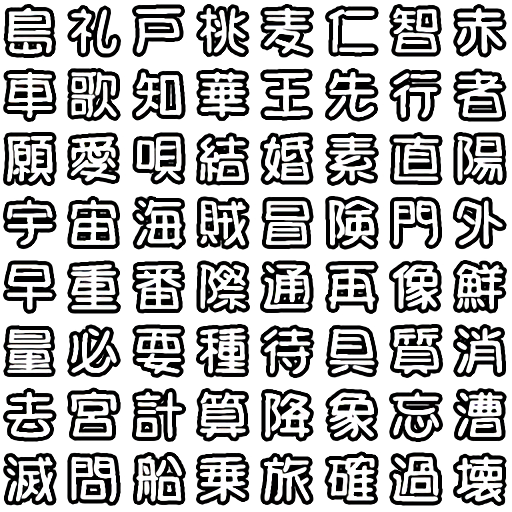 島礼戸桃麦仁智赤
車歌知華王先行者
願愛唄結婚素直陽
宇宙海賊冒険門外
早重番際通再像鮮
量必要種待具質消
去宮計算降象忘漕
滅問船乗旅確過壊